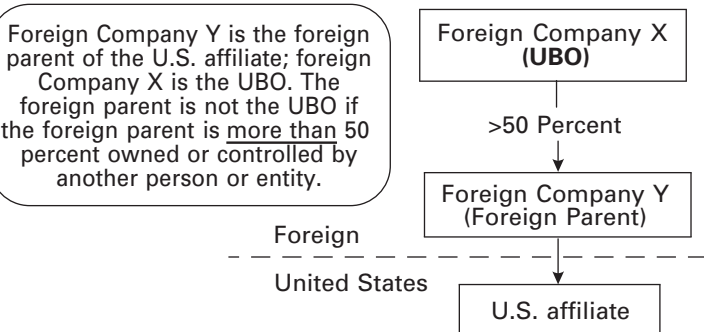 Foreign Company Y is the foreign
parent of the U.S. affiliate; foreign
Company X is the UBO. The
foreign parent is not the UBO if
the foreign parent is more than 50
percent owned or controlled by
another person or entity.
Foreign Company X
(UBO)
>50 Percent
Foreign Company Y
(Foreign Parent)
Foreign
United States
U.S. affiliate